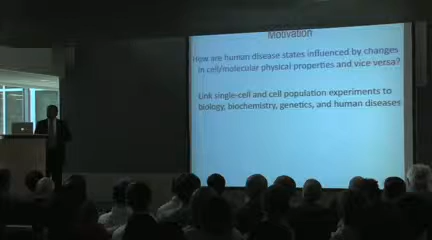 Motivation
How are human disease states influenced by changes
in cell/molecular physical properties and vice versa?
Link single-cell and cell population experiments to
biology, biochemistry, genetics, and human diseases